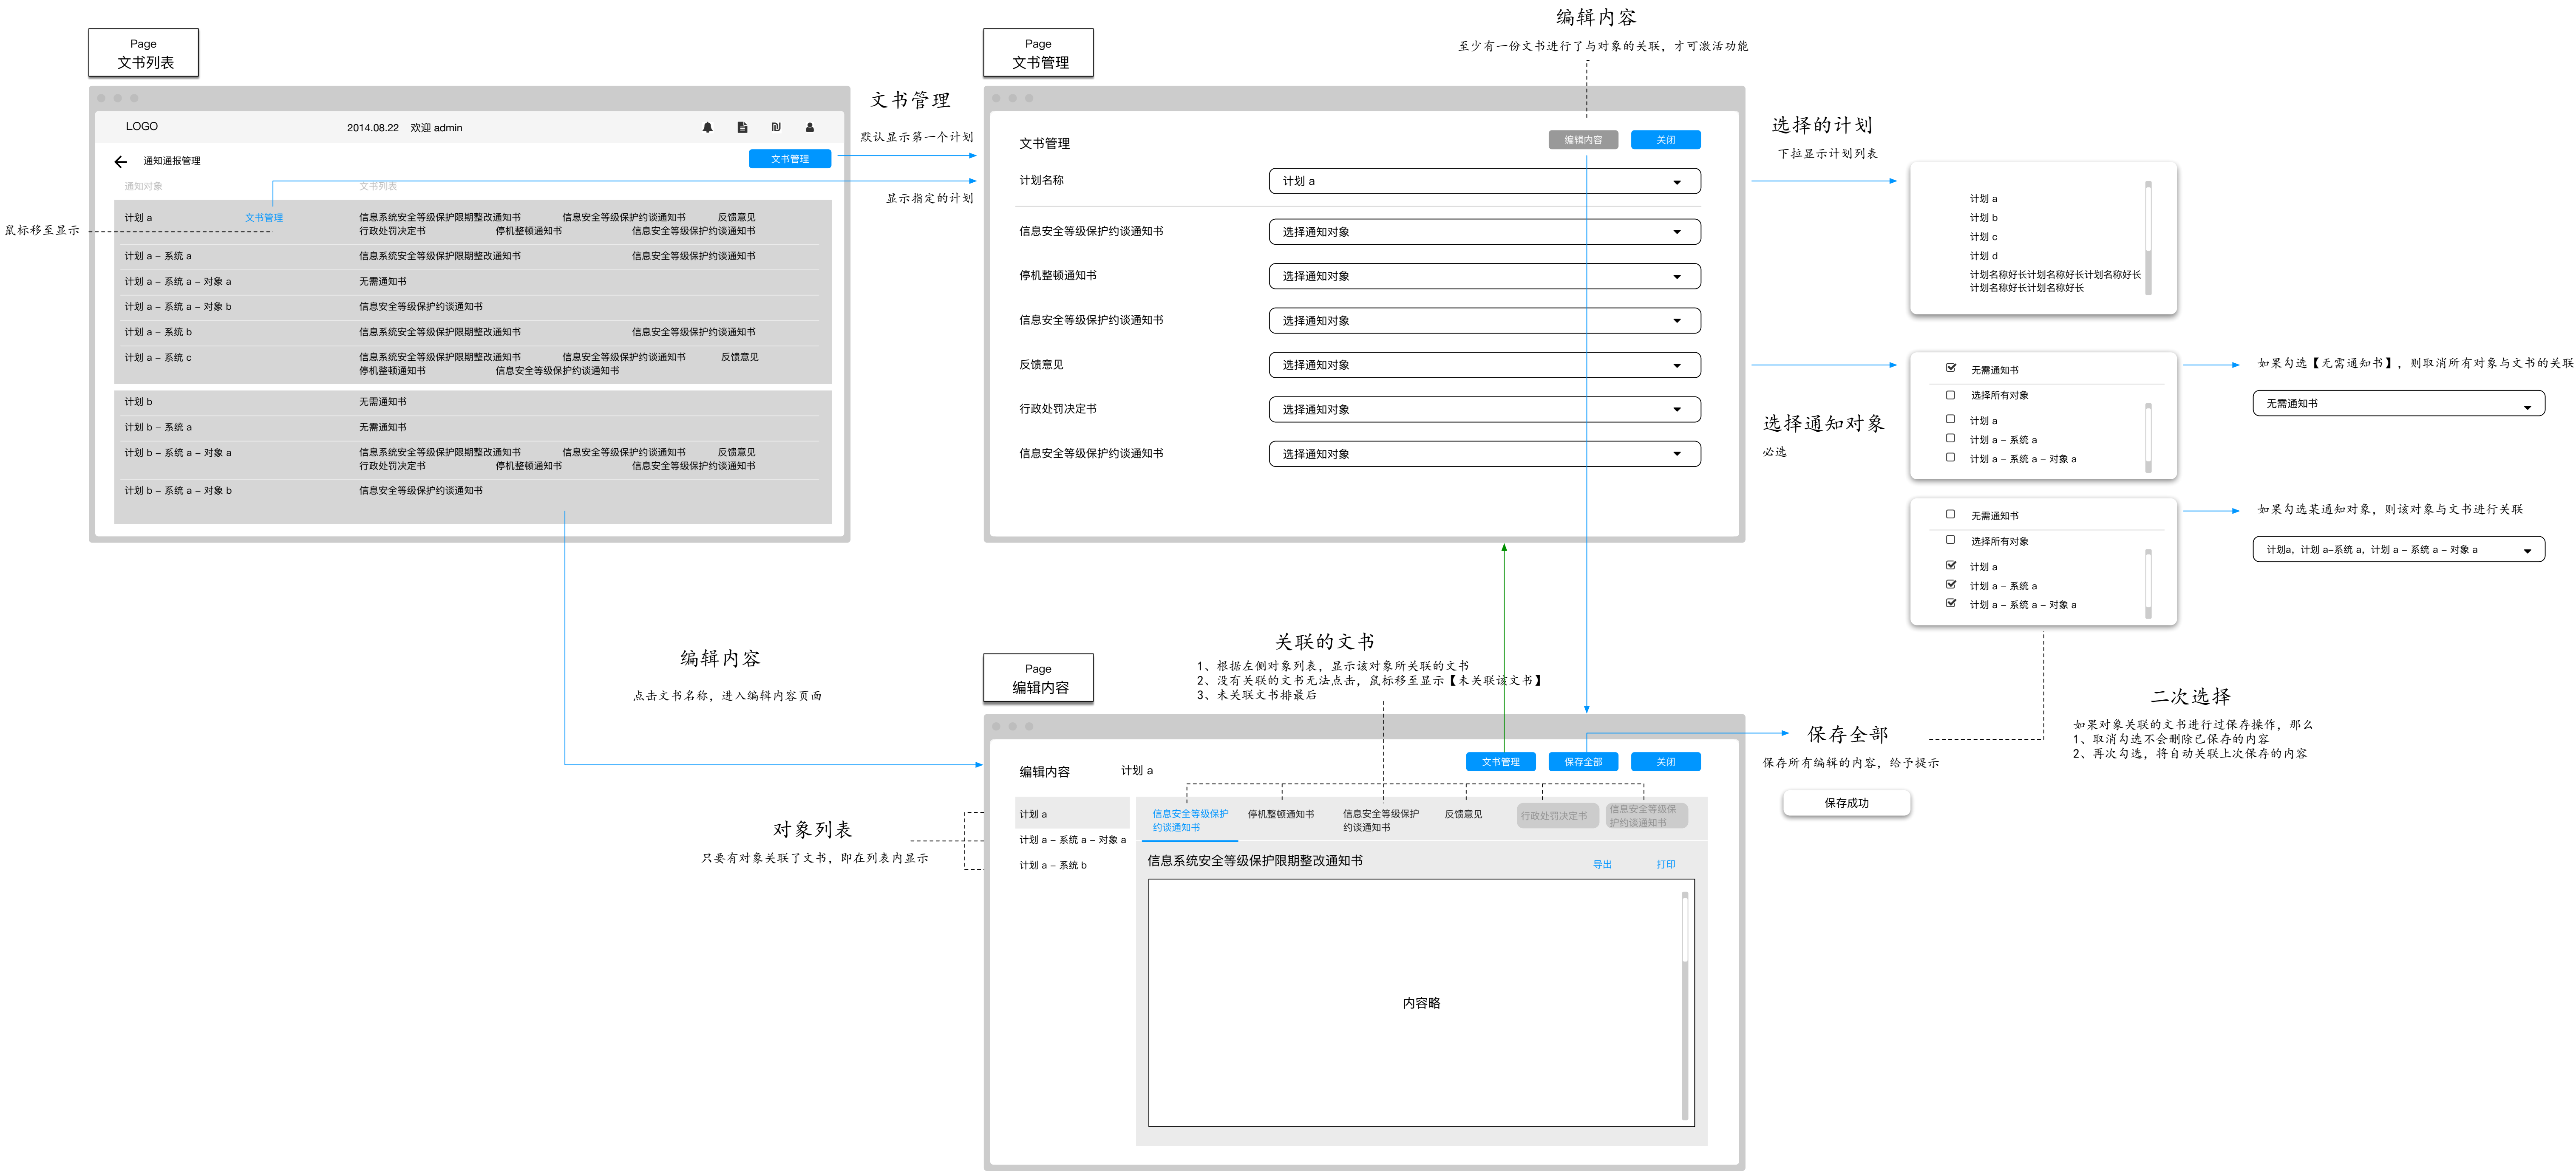 Page
文书列表
LOGO
2014.08.22 欢迎 admin
通知通报管理
文书管理
通知对象
文书列表
计划 a
文书管理
信息系统安全等级保护限期整改通知书 信息安全等级保护约谈通知书 反馈意见
行政处罚决定书 停机整顿通知书 信息安全等级保护约谈通知书
计划 a – 系统 a
信息系统安全等级保护限期整改通知书 信息安全等级保护约谈通知书
计划 a – 系统 a – 对象 a
无需通知书
计划 a – 系统 a – 对象 b
信息安全等级保护约谈通知书
计划 a – 系统 b
信息系统安全等级保护限期整改通知书 信息安全等级保护约谈通知书
计划 a – 系统 c
信息系统安全等级保护限期整改通知书 信息安全等级保护约谈通知书 反馈意见
停机整顿通知书 信息安全等级保护约谈通知书
计划 b
无需通知书
计划 b – 系统 a
无需通知书
计划 b – 系统 a – 对象 a
信息系统安全等级保护限期整改通知书 信息安全等级保护约谈通知书 反馈意见
行政处罚决定书 停机整顿通知书 信息安全等级保护约谈通知书
计划 b – 系统 a – 对象 b
信息安全等级保护约谈通知书
鼠标移至显示
文书管理
默认显示第一个计划
显示指定的计划
Page
文书管理
编辑内容
至少有一份文书进行了与对象的关联，才可激活功能
文书管理
编辑内容
关闭
计划名称
计划 a
信息安全等级保护约谈通知书
选择通知对象
停机整顿通知书
选择通知对象
信息安全等级保护约谈通知书
选择通知对象
反馈意见
选择通知对象
行政处罚决定书
选择通知对象
信息安全等级保护约谈通知书
选择通知对象
选择的计划
下拉显示计划列表
计划 a
计划 b
计划 c
计划 d
计划名称好长计划名称好长计划名称好长
计划名称好长计划名称好长
选择通知对象
必选
无需通知书
选择所有对象
计划 a
计划 a – 系统 a
计划 a – 系统 a – 对象 a
如果勾选【无需通知书】，则取消所有对象与文书的关联
无需通知书
无需通知书
选择所有对象
计划 a
计划 a – 系统 a
计划 a – 系统 a – 对象 a
如果勾选某通知对象，则该对象与文书进行关联
计划a，计划 a–系统 a，计划 a – 系统 a – 对象 a
二次选择
如果对象关联的文书进行过保存操作，那么
1、取消勾选不会删除已保存的内容
2、再次勾选，将自动关联上次保存的内容
编辑内容
点击文书名称，进入编辑内容页面
Page
编辑内容
关联的文书
1、根据左侧对象列表，显示该对象所关联的文书
2、没有关联的文书无法点击，鼠标移至显示【未关联该文书】
3、未关联文书排最后
编辑内容
计划 a
文书管理
保存全部
关闭
计划 a
计划 a – 系统 a – 对象 a
计划 a – 系统 b
信息安全等级保护
约谈通知书
停机整顿通知书
信息安全等级保护
约谈通知书
反馈意见
行政处罚决定书
信息安全等级保
护约谈通知书
信息系统安全等级保护限期整改通知书
导出
打印
内容略
对象列表
只要有对象关联了文书，即在列表内显示
保存全部
保存所有编辑的内容，给予提示
保存成功